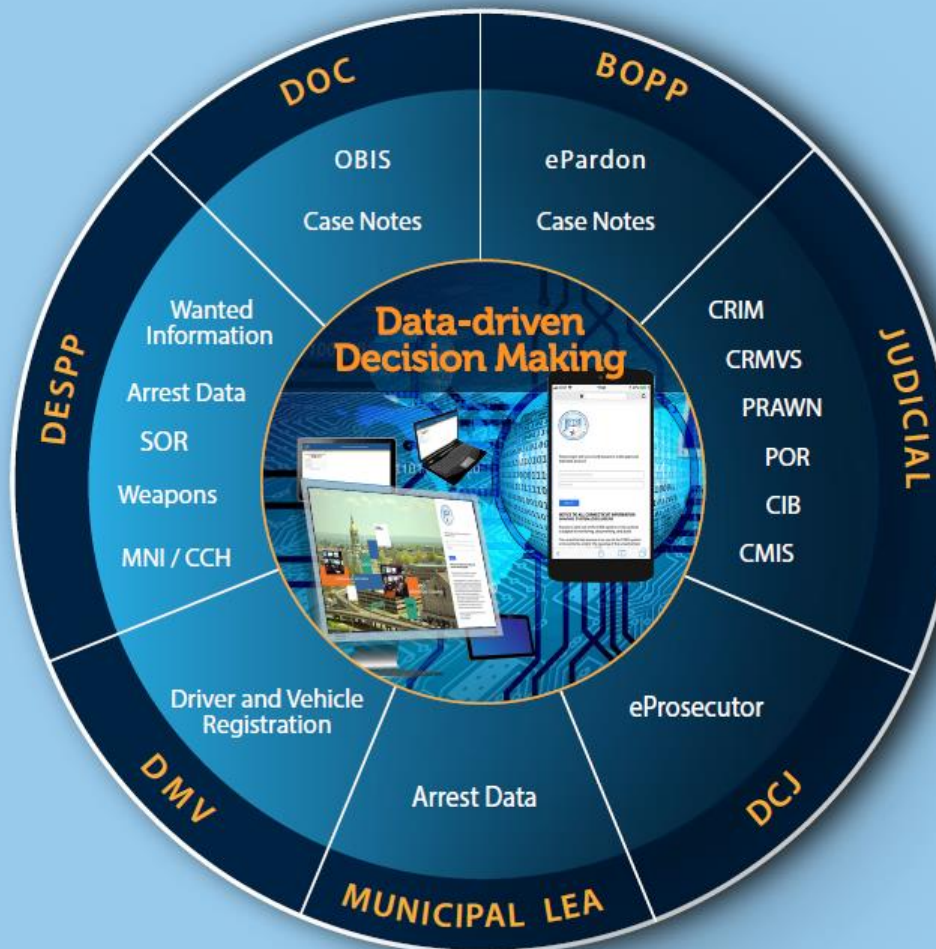 DOC
BOPP
JUDICIAL
DCJ
MUNICIPAL LEA
DMV
DESPP
OBIS
Case Notes
ePardon
Case Notes
CRIM
CRMVS
PRAWN
POR
CIB
CMIS
eProsecutor
Arrest Data
Driver and Vehicle
Registration
Wanted
Information
Arrest Data
SOR
Weapons
MNI / CCH
Data-driven
Decision Making